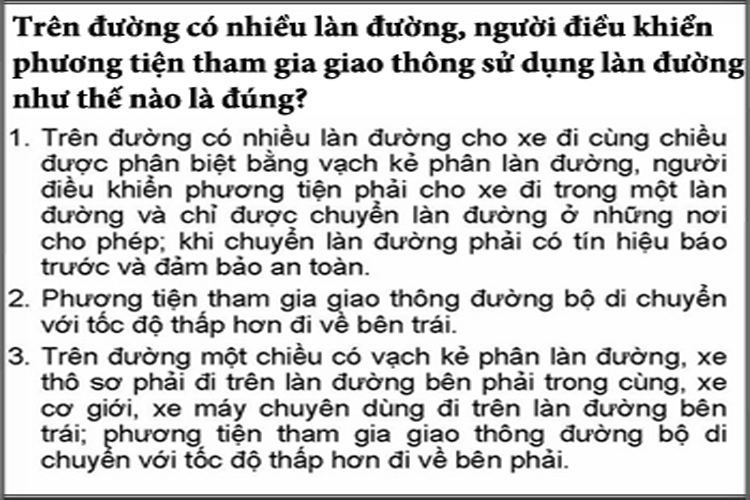 Trên đường có nhiều làn đường, người điều khiển
phương tiện tham gia giao thông sử dụng làn đường
như thế nào là đúng?
1. Trên đường có nhiều làn đường cho xe đi cùng chiều
được phân biệt bằng vạch kẻ phân làn đường, người
điều khiển phương tiện phải cho xe đi trong một làn
đường và chỉ được chuyển làn đường ở những nơi
cho phép; khi chuyển làn đường phải có tín hiệu báo
trước và đảm bảo an toàn.
2. Phương tiện tham gia giao thông đường bộ di chuyển
với tốc độ thấp hơn đi về bên trái.
3. Trên đường một chiều có vạch kẻ phân làn đường, xe
thô sơ phải đi trên làn đường bên phải trong cùng, xe
cơ giới, xe máy chuyên dùng đi trên làn đường bên
trái; phương tiện tham gia giao thông đường bộ di
chuyển với tốc độ thấp hơn đi về bên phải.